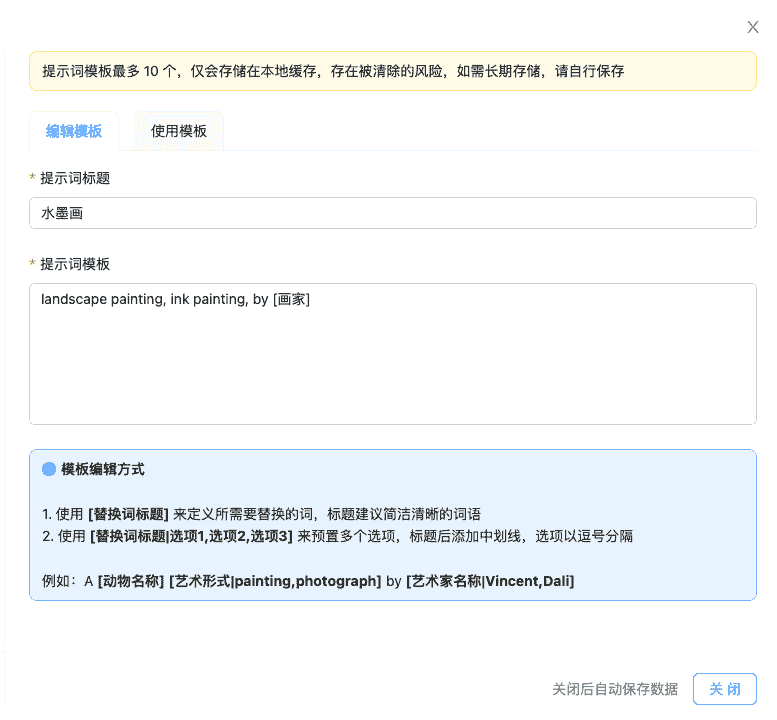 提示词模板最多 10 个，仅会存储在本地缓存，存在被清除的风险，如需长期存储，请自行保存
编辑模板 使用模板
* 提示词标题
水墨画
* 提示词模板
landscape painting, ink painting, by [画家]
模板编辑方式
1. 使用 [替换词标题] 来定义所需要替换的词，标题建议简洁清晰的词语
2. 使用 [替换词标题|选项1,选项2,选项3] 来预置多个选项，标题后添加中划线，选项以逗号分隔
例如：A [动物名称] [艺术形式|painting,photograph] by [艺术家名称|Vincent,Dali]
关闭后自动保存数据 关 闭